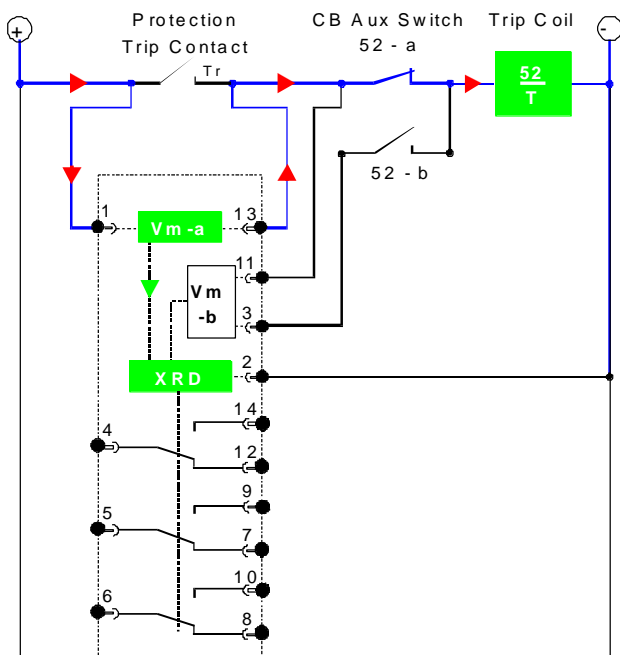 +
Protection
Trip Contact
CB Aux Switch
52 - a
Trip Coil
-
Tr
52
T
52 - b
1
Vm-a
13
11
Vm
-b
3
XRD
2
14
4
12
9
5
7
10
6
8